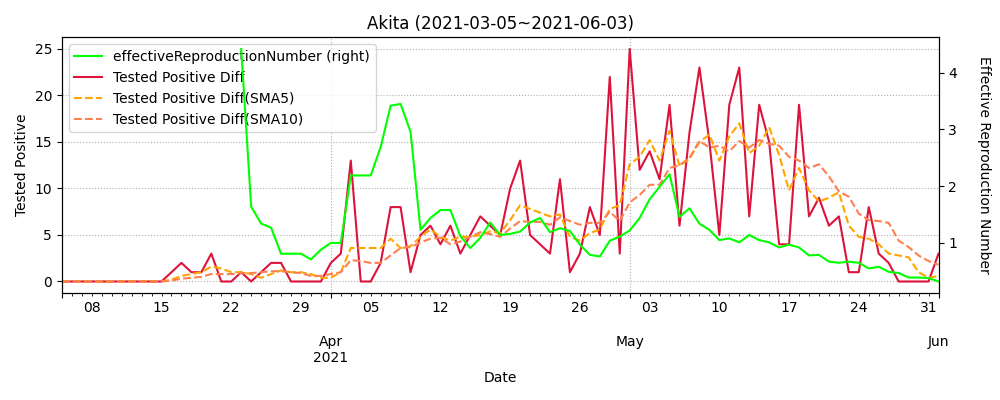 Akita (2021-03-05~2021-06-03)
effectiveReproductionNumber (right)
Tested Positive Diff
Tested Positive Diff(SMA5)
Tested Positive Diff(SMA10)
Tested Positive
25
20
15
10
5
0
Effective Reproduction Number
4
3
2
1
08 15 22 29 05 12 19 26 03 10 17 24 31
Apr May Jun
2021
Date